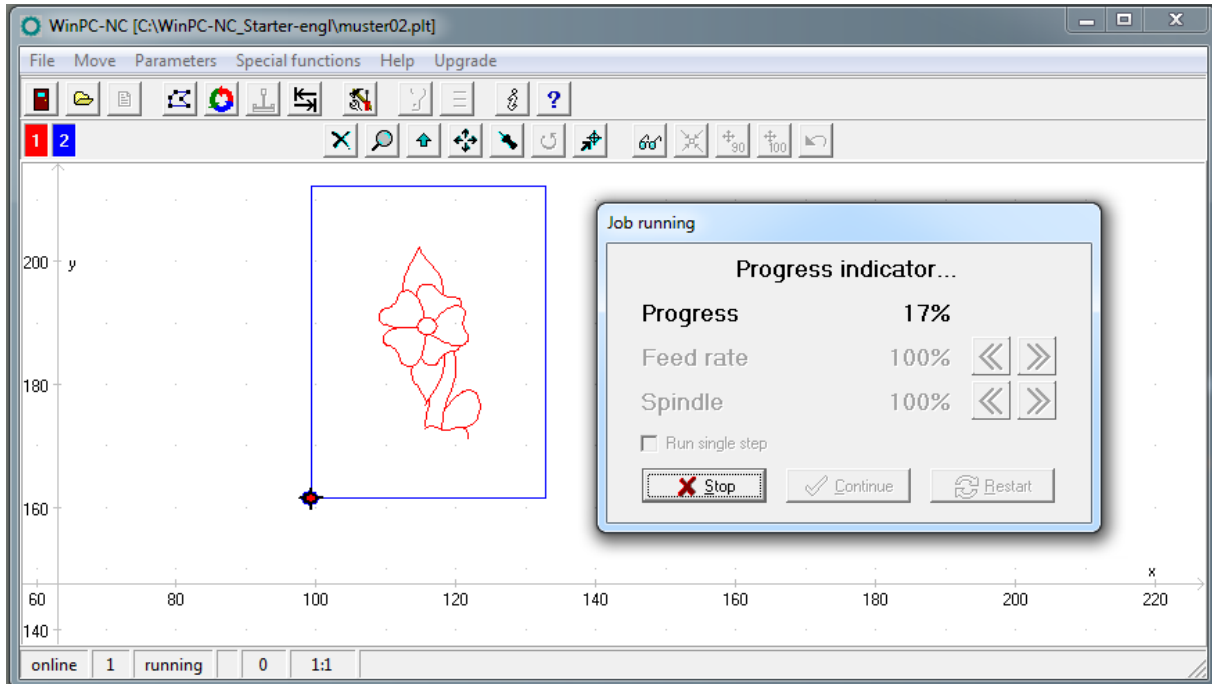 WinPC-NC [C:\WinPC-NC_Starter-engl\muster02.plt]
File Move Parameters Special functions Help Upgrade
1 2
90 100
Job running
Progress indicator...
Progress 17%
Feed rate 100%
Spindle 100%
Run single step
Stop Continue Restart
200 y
180
160
x
60 80 100 120 140 160 180 200 220
140
online 1 running 0 1:1